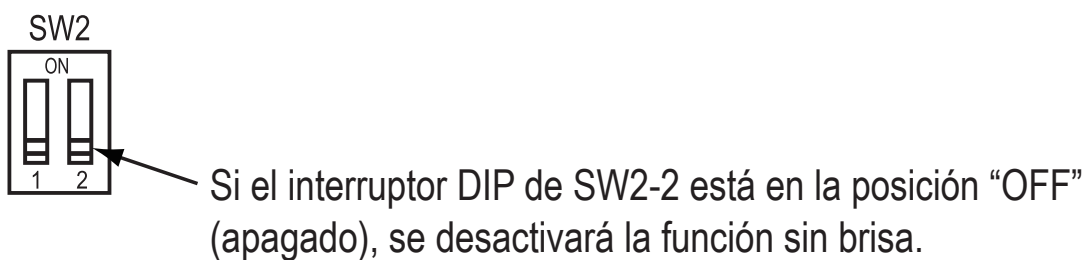 SW2
ON
1 2
Si el interruptor DIP de SW2-2 está en la posición “OFF”
(apagado), se desactivará la función sin brisa.